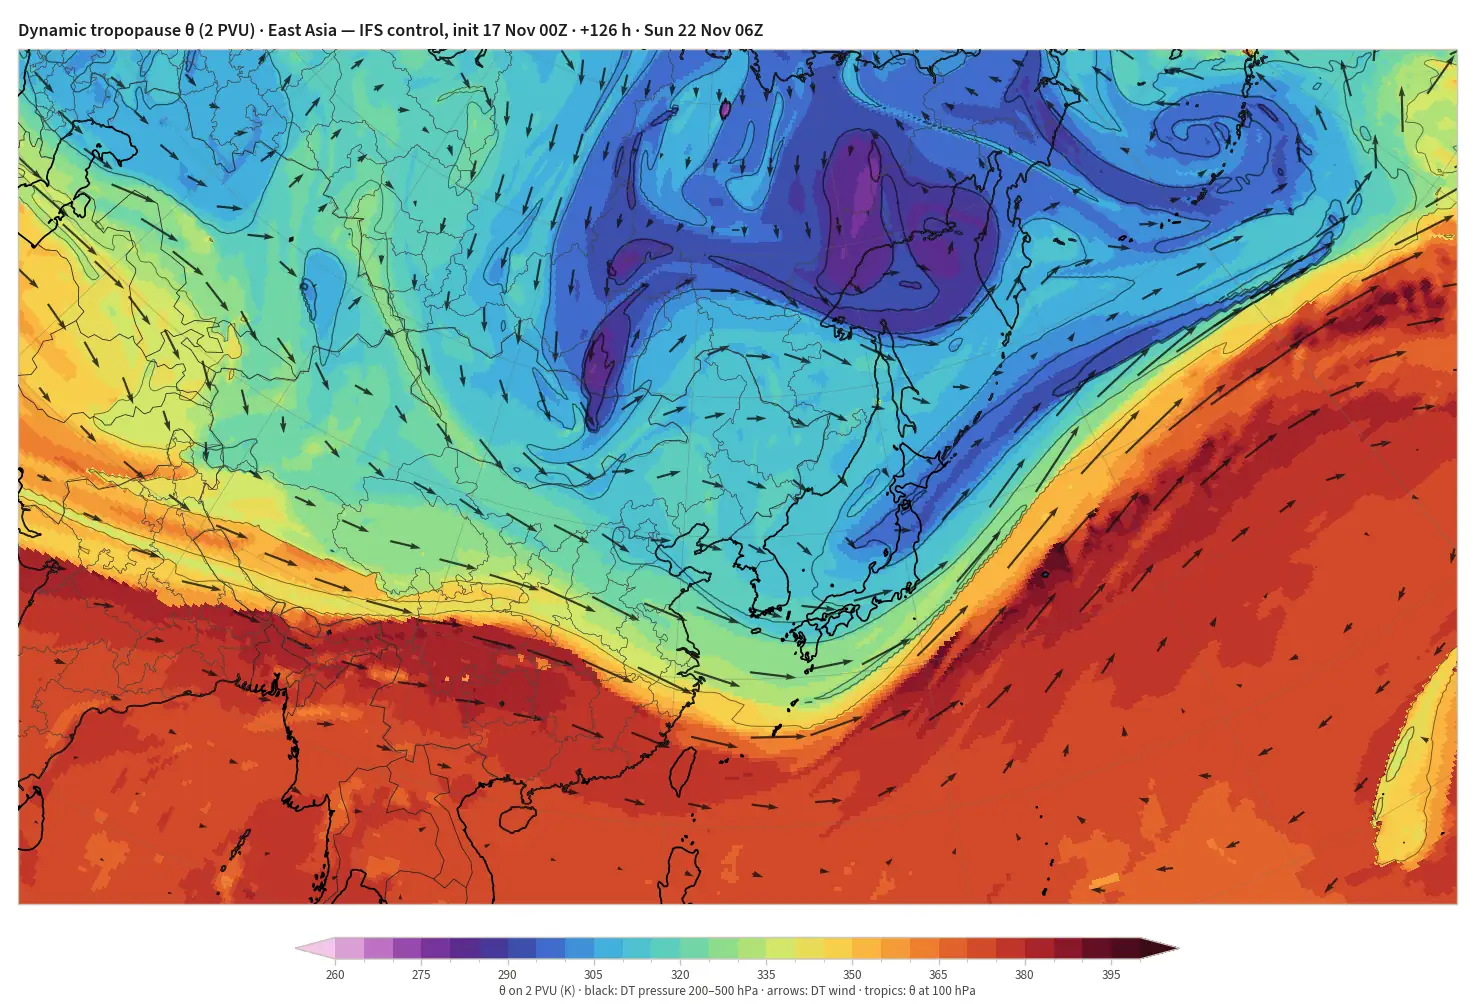 Dynamic tropopause θ (2 PVU) · East Asia — IFS control, init 17 Nov 00Z · +126 h · Sun 22 Nov 06Z
260 275 290 305 320 335 350 365 380 395
θ on 2 PVU (K) · black: DT pressure 200–500 hPa · arrows: DT wind · tropics: θ at 100 hPa